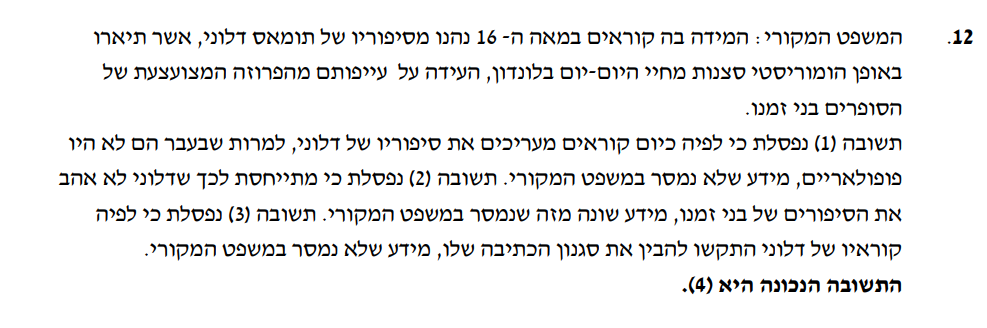 12. המשפט המקורי: המידה בה קוראים במאה ה- 16 נהנו מסיפוריו של תומאס דלוני, אשר תיארו
באופן הומוריסטי סצנות מחיי היום-יום בלונדון, העידה על עייפותם מהפרוזה המצועצעת של
הסופרים בני זמנו.
תשובה (1) נפסלת כי לפיה כיום קוראים מעריכים את סיפוריו של דלוני, למרות שבעבר הם לא היו
פופולאריים, מידע שלא נמסר במשפט המקורי. תשובה (2) נפסלת כי מתייחסת לכך שדלוני לא אהב
את הסיפורים של בני זמנו, מידע שונה מזה שנמסר במשפט המקורי. תשובה (3) נפסלת כי לפיה
קוראיו של דלוני התקשו להבין את סגנון הכתיבה שלו, מידע שלא נמסר במשפט המקורי.
התשובה הנכונה היא (4).